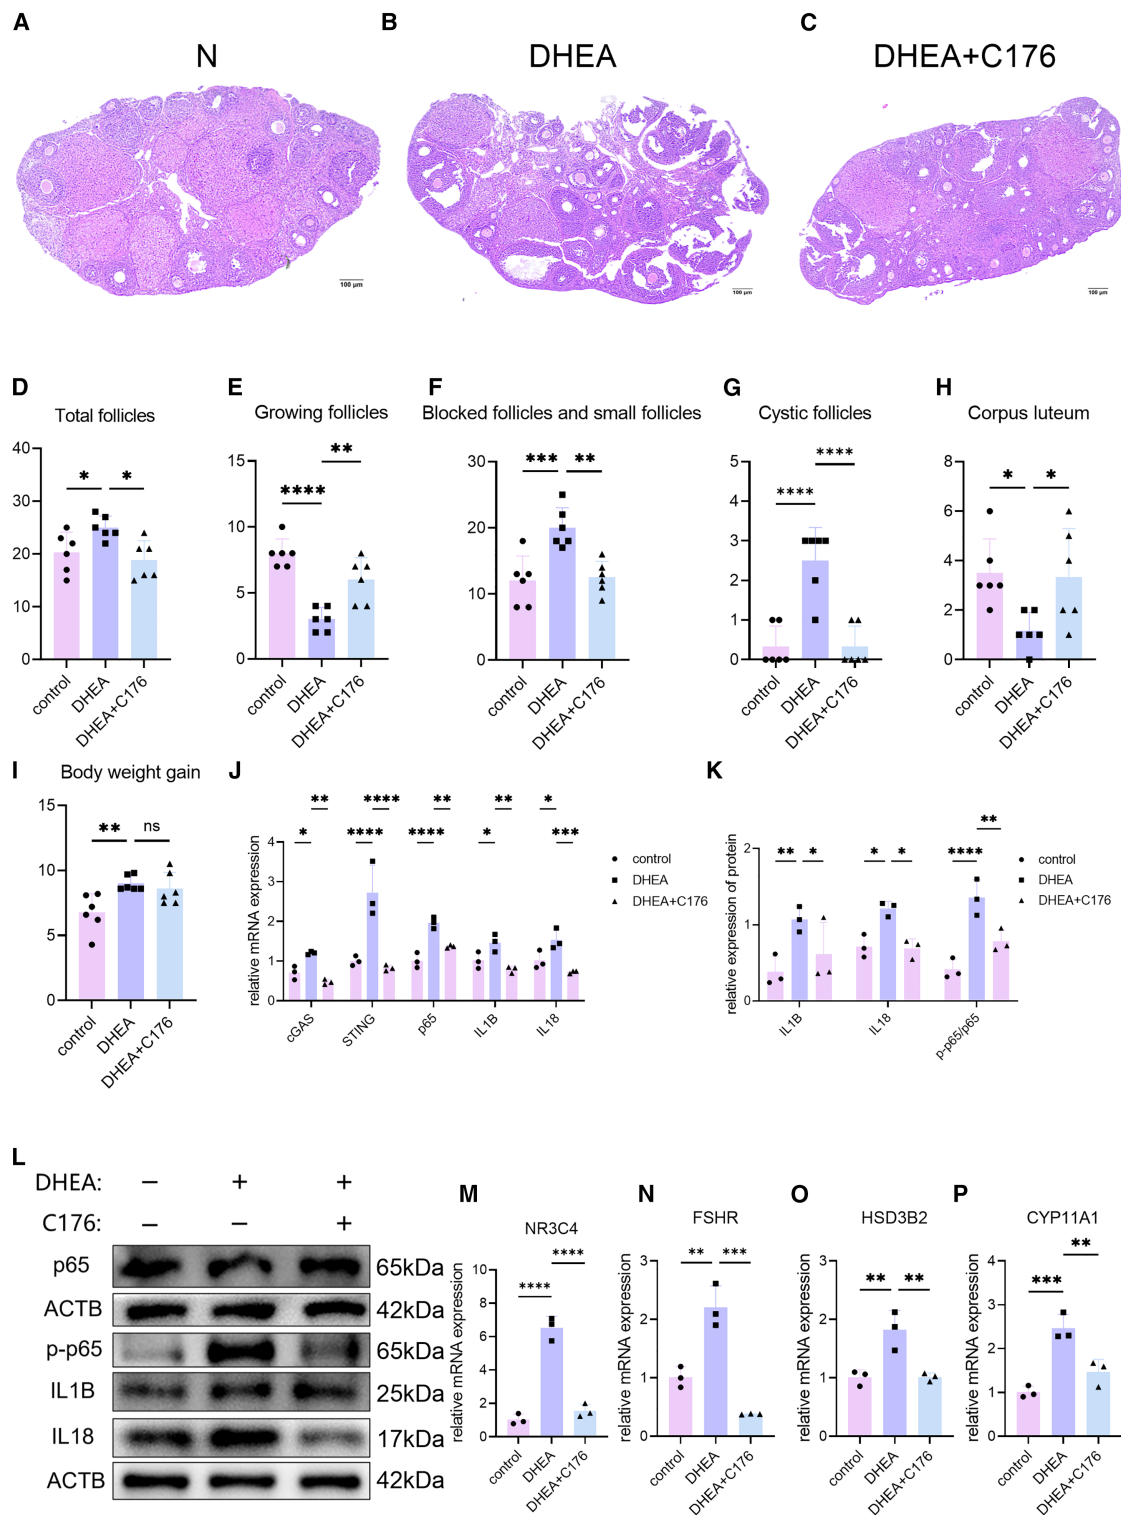 A
B
C
N
DHEA
DHEA+C176
100 µm
100 µm
100 µm
D
E
F
G
H
Total follicles
Growing follicles
Blocked follicles and small follicles
Cystic follicles
Corpus luteum
40
30
20
10
0
* *
control
DHEA
DHEA+C176
15
10
5
0
**
****
control
DHEA
DHEA+C176
30
20
10
0
*** **
control
DHEA
DHEA+C176
5
4
3
2
1
0
****
****
control
DHEA
DHEA+C176
8
6
4
2
0
* *
control
DHEA
DHEA+C176
I
Body weight gain
15
10
5
0
** ns
control
DHEA
DHEA+C176
J
relative mRNA expression
4
3
2
1
0
** **** ** ** *
* **** **** * ***
cGAS
STING
p65
IL1B
IL18
control
DHEA
DHEA+C176
K
relative expression of protein
2
1
0
**
** * * * ****
IL1B
IL18
p-p65/p65
control
DHEA
DHEA+C176
L
DHEA: − + +
C176: − − +
p65 65kDa
ACTB 42kDa
p-p65 65kDa
IL1B 25kDa
IL18 17kDa
ACTB 42kDa
M
NR3C4
relative mRNA expression
10
8
6
4
2
0
****
****
control
DHEA
DHEA+C176
N
FSHR
relative mRNA expression
3
2
1
0
** ***
control
DHEA
DHEA+C176
O
HSD3B2
relative mRNA expression
3
2
1
0
** **
control
DHEA
DHEA+C176
P
CYP11A1
relative mRNA expression
4
3
2
1
0
**
***
control
DHEA
DHEA+C176